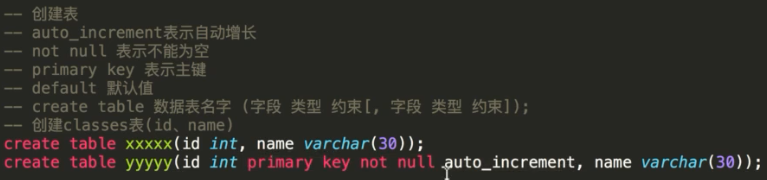 -- 创建表
-- auto_increment表示自动增长
-- not null 表示不能为空
-- primary key 表示主键
-- default 默认值
-- create table 数据表名字 (字段 类型 约束[, 字段 类型 约束]);
-- 创建classes表(id、name)
create table xxxxx(id int, name varchar(30));
create table yyyyy(id int primary key not null auto_increment, name varchar(30));